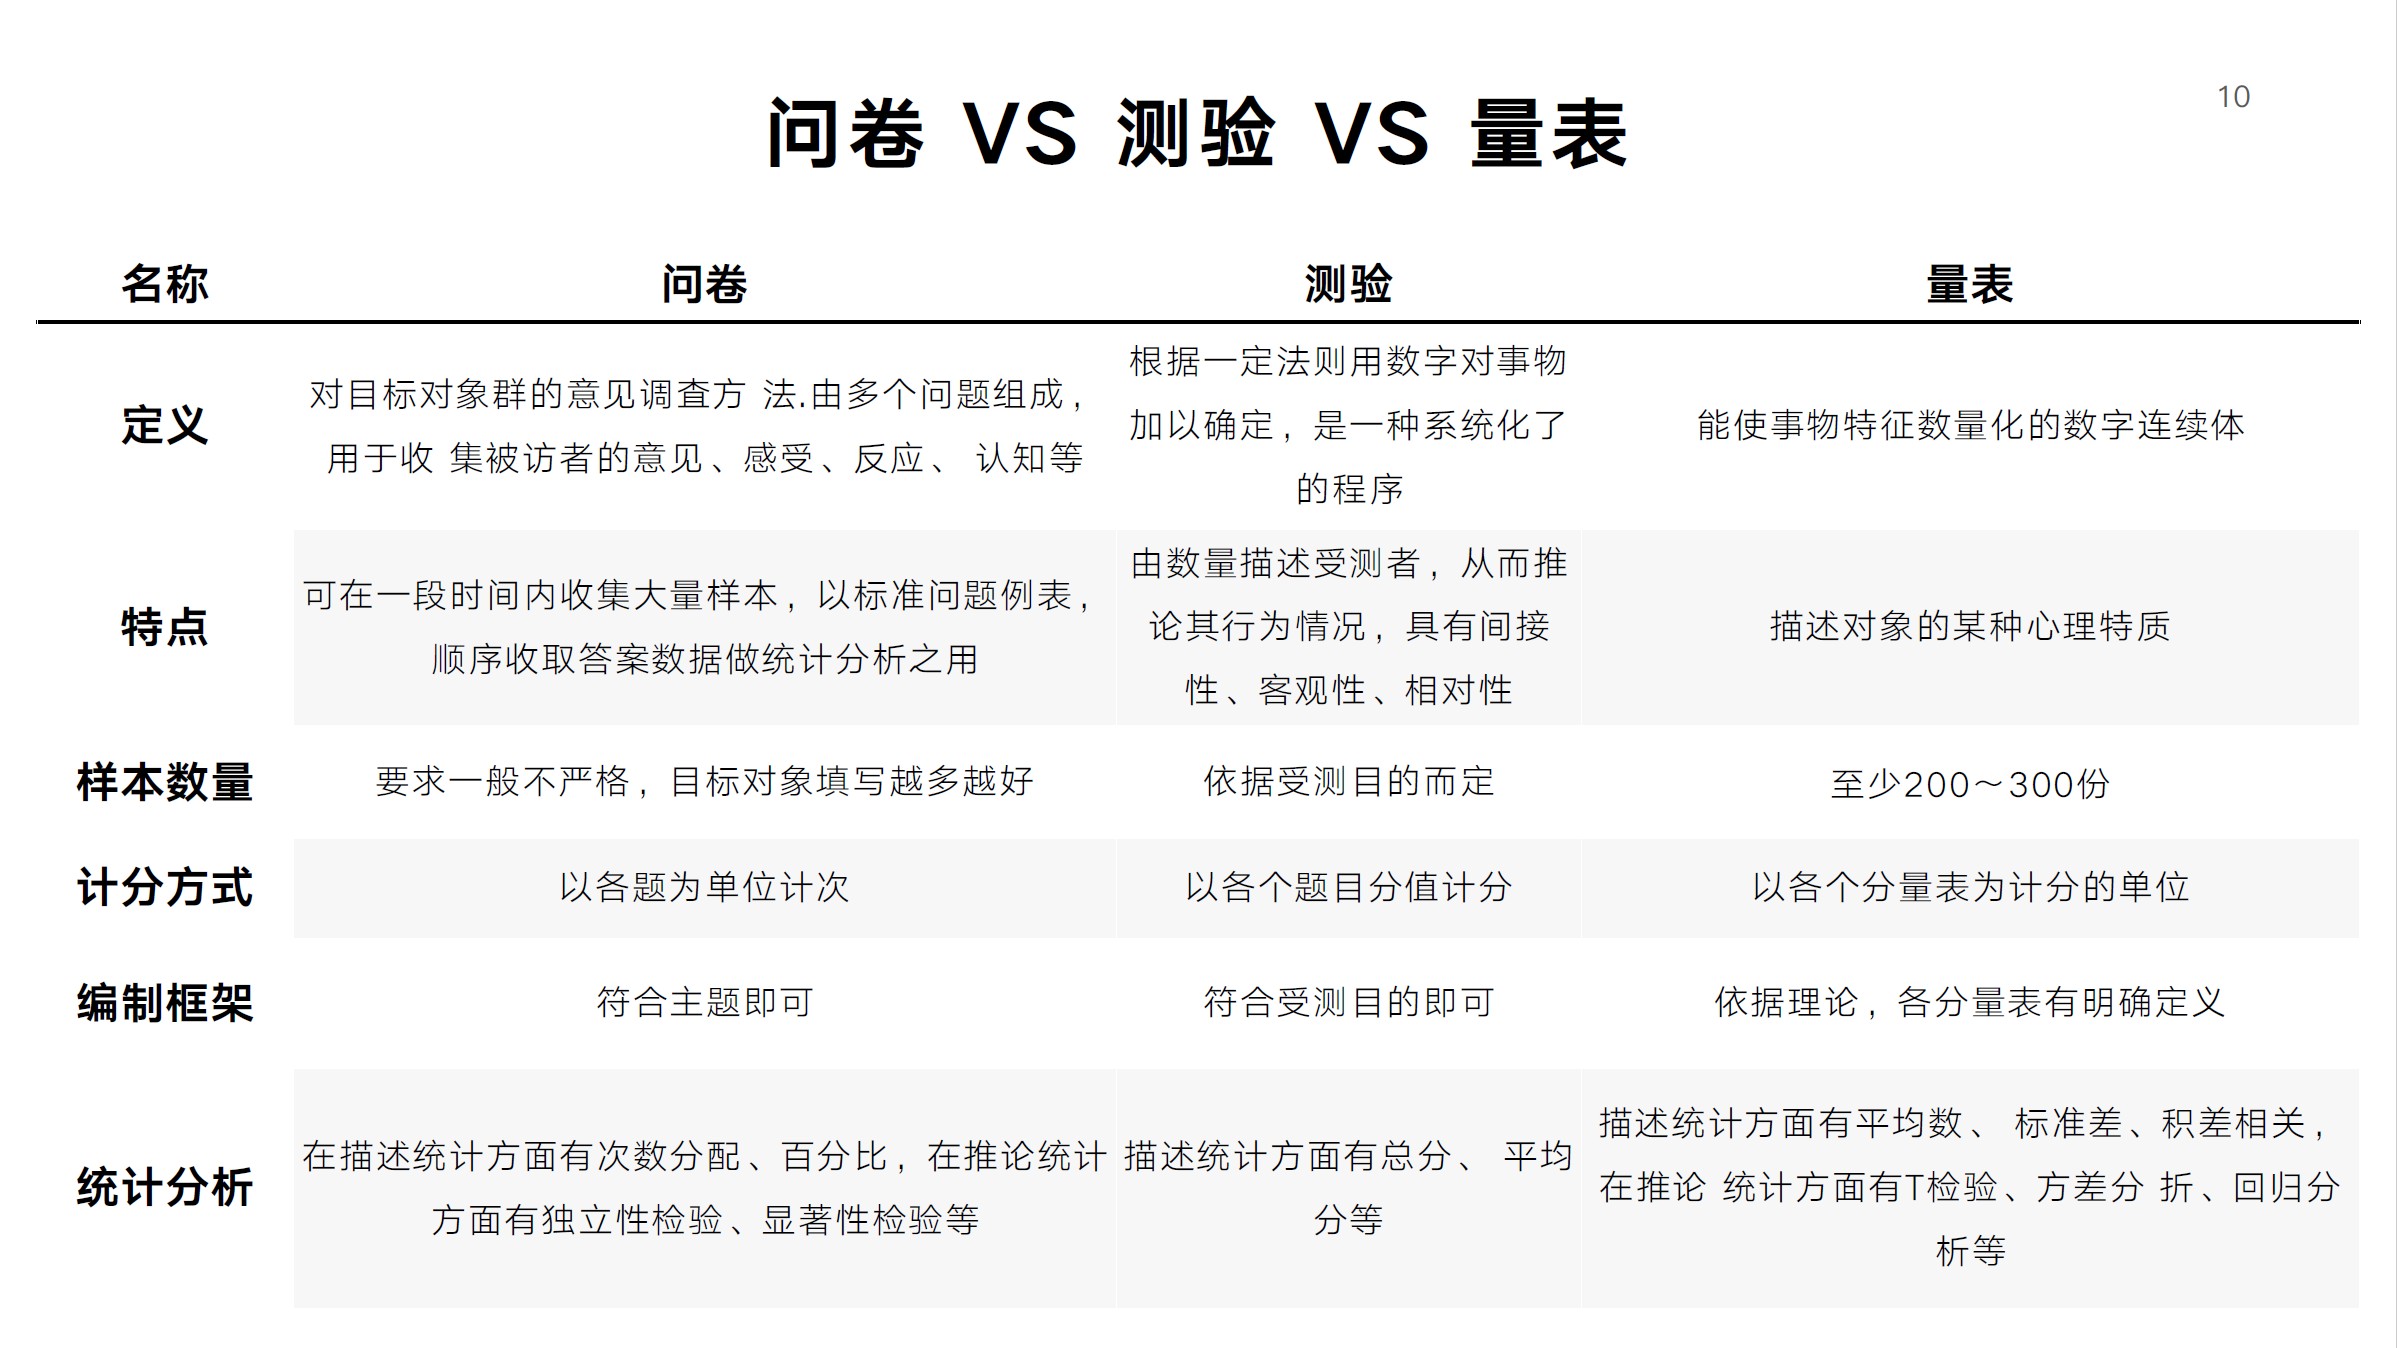 10
问卷 VS 测验 VS 量表
名称 问卷 测验 量表
定义
对目标对象群的意见调查方 法.由多个问题组成，
用于收 集被访者的意见、感受、反应、 认知等
根据一定法则用数字对事物
加以确定，是一种系统化了
的程序
能使事物特征数量化的数字连续体
特点
可在一段时间内收集大量样本，以标准问题例表，
顺序收取答案数据做统计分析之用
由数量描述受测者，从而推
论其行为情况，具有间接
性、客观性、相对性
描述对象的某种心理特质
样本数量
要求一般不严格，目标对象填写越多越好
依据受测目的而定
至少200～300份
计分方式
以各题为单位计次
以各个题目分值计分
以各个分量表为计分的单位
编制框架
符合主题即可
符合受测目的即可
依据理论，各分量表有明确定义
统计分析
在描述统计方面有次数分配、百分比，在推论统计
方面有独立性检验、显著性检验等
描述统计方面有总分、 平均
分等
描述统计方面有平均数、 标准差、积差相关，
在推论 统计方面有T检验、方差分 折、回归分
析等